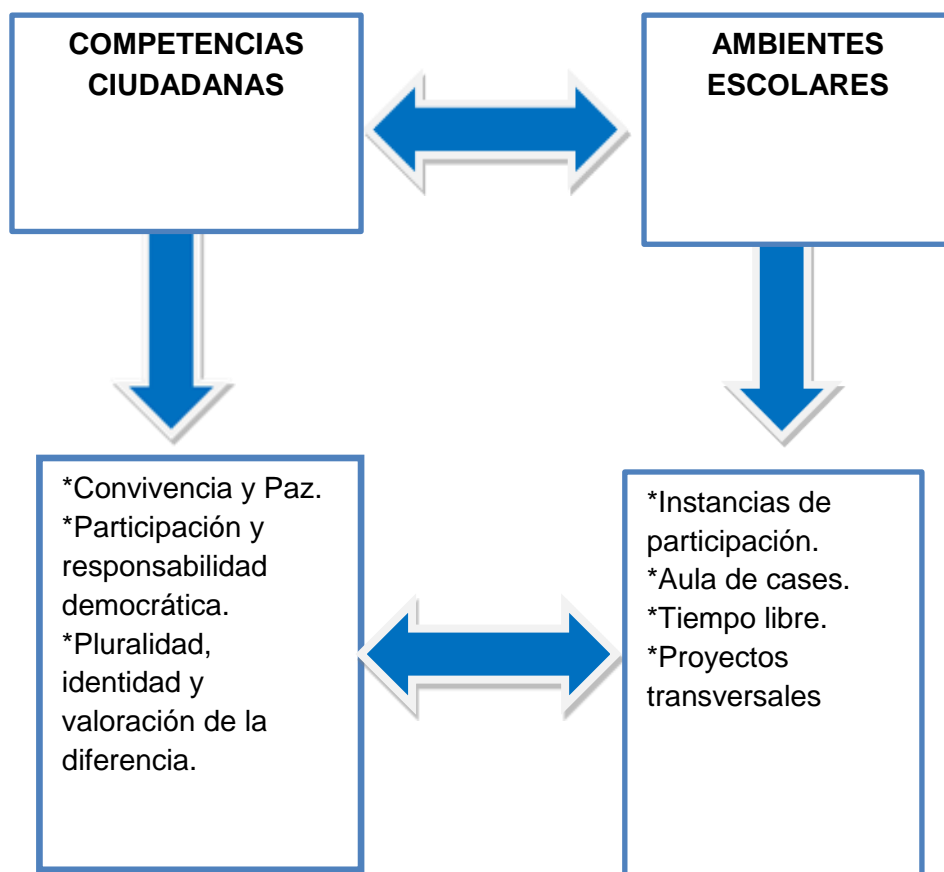 COMPETENCIAS
CIUDADANAS
AMBIENTES
ESCOLARES
*Convivencia y Paz.
*Participación y
responsabilidad
democrática.
*Pluralidad,
identidad y
valoración de la
diferencia.
*Instancias de
participación.
*Aula de cases.
*Tiempo libre.
*Proyectos
transversales